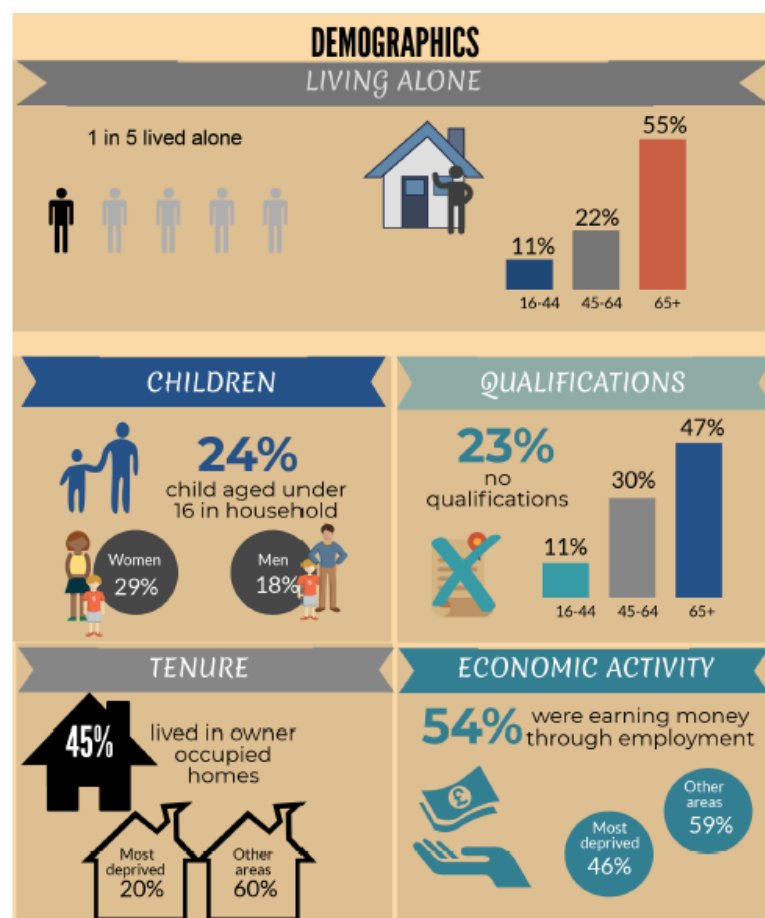 DEMOGRAPHICS
LIVING ALONE
1 in 5 lived alone
11%
22%
55%
16-44
45-64
65+
CHILDREN
24%
child aged under
16 in household
Women
29%
Men
18%
QUALIFICATIONS
23%
no
qualifications
11%
30%
47%
16-44
45-64
65+
TENURE
45%
lived in owner
occupied
homes
Most
deprived
20%
Other
areas
60%
ECONOMIC ACTIVITY
54%
were earning money
through employment
£
Most
deprived
46%
Other
areas
59%